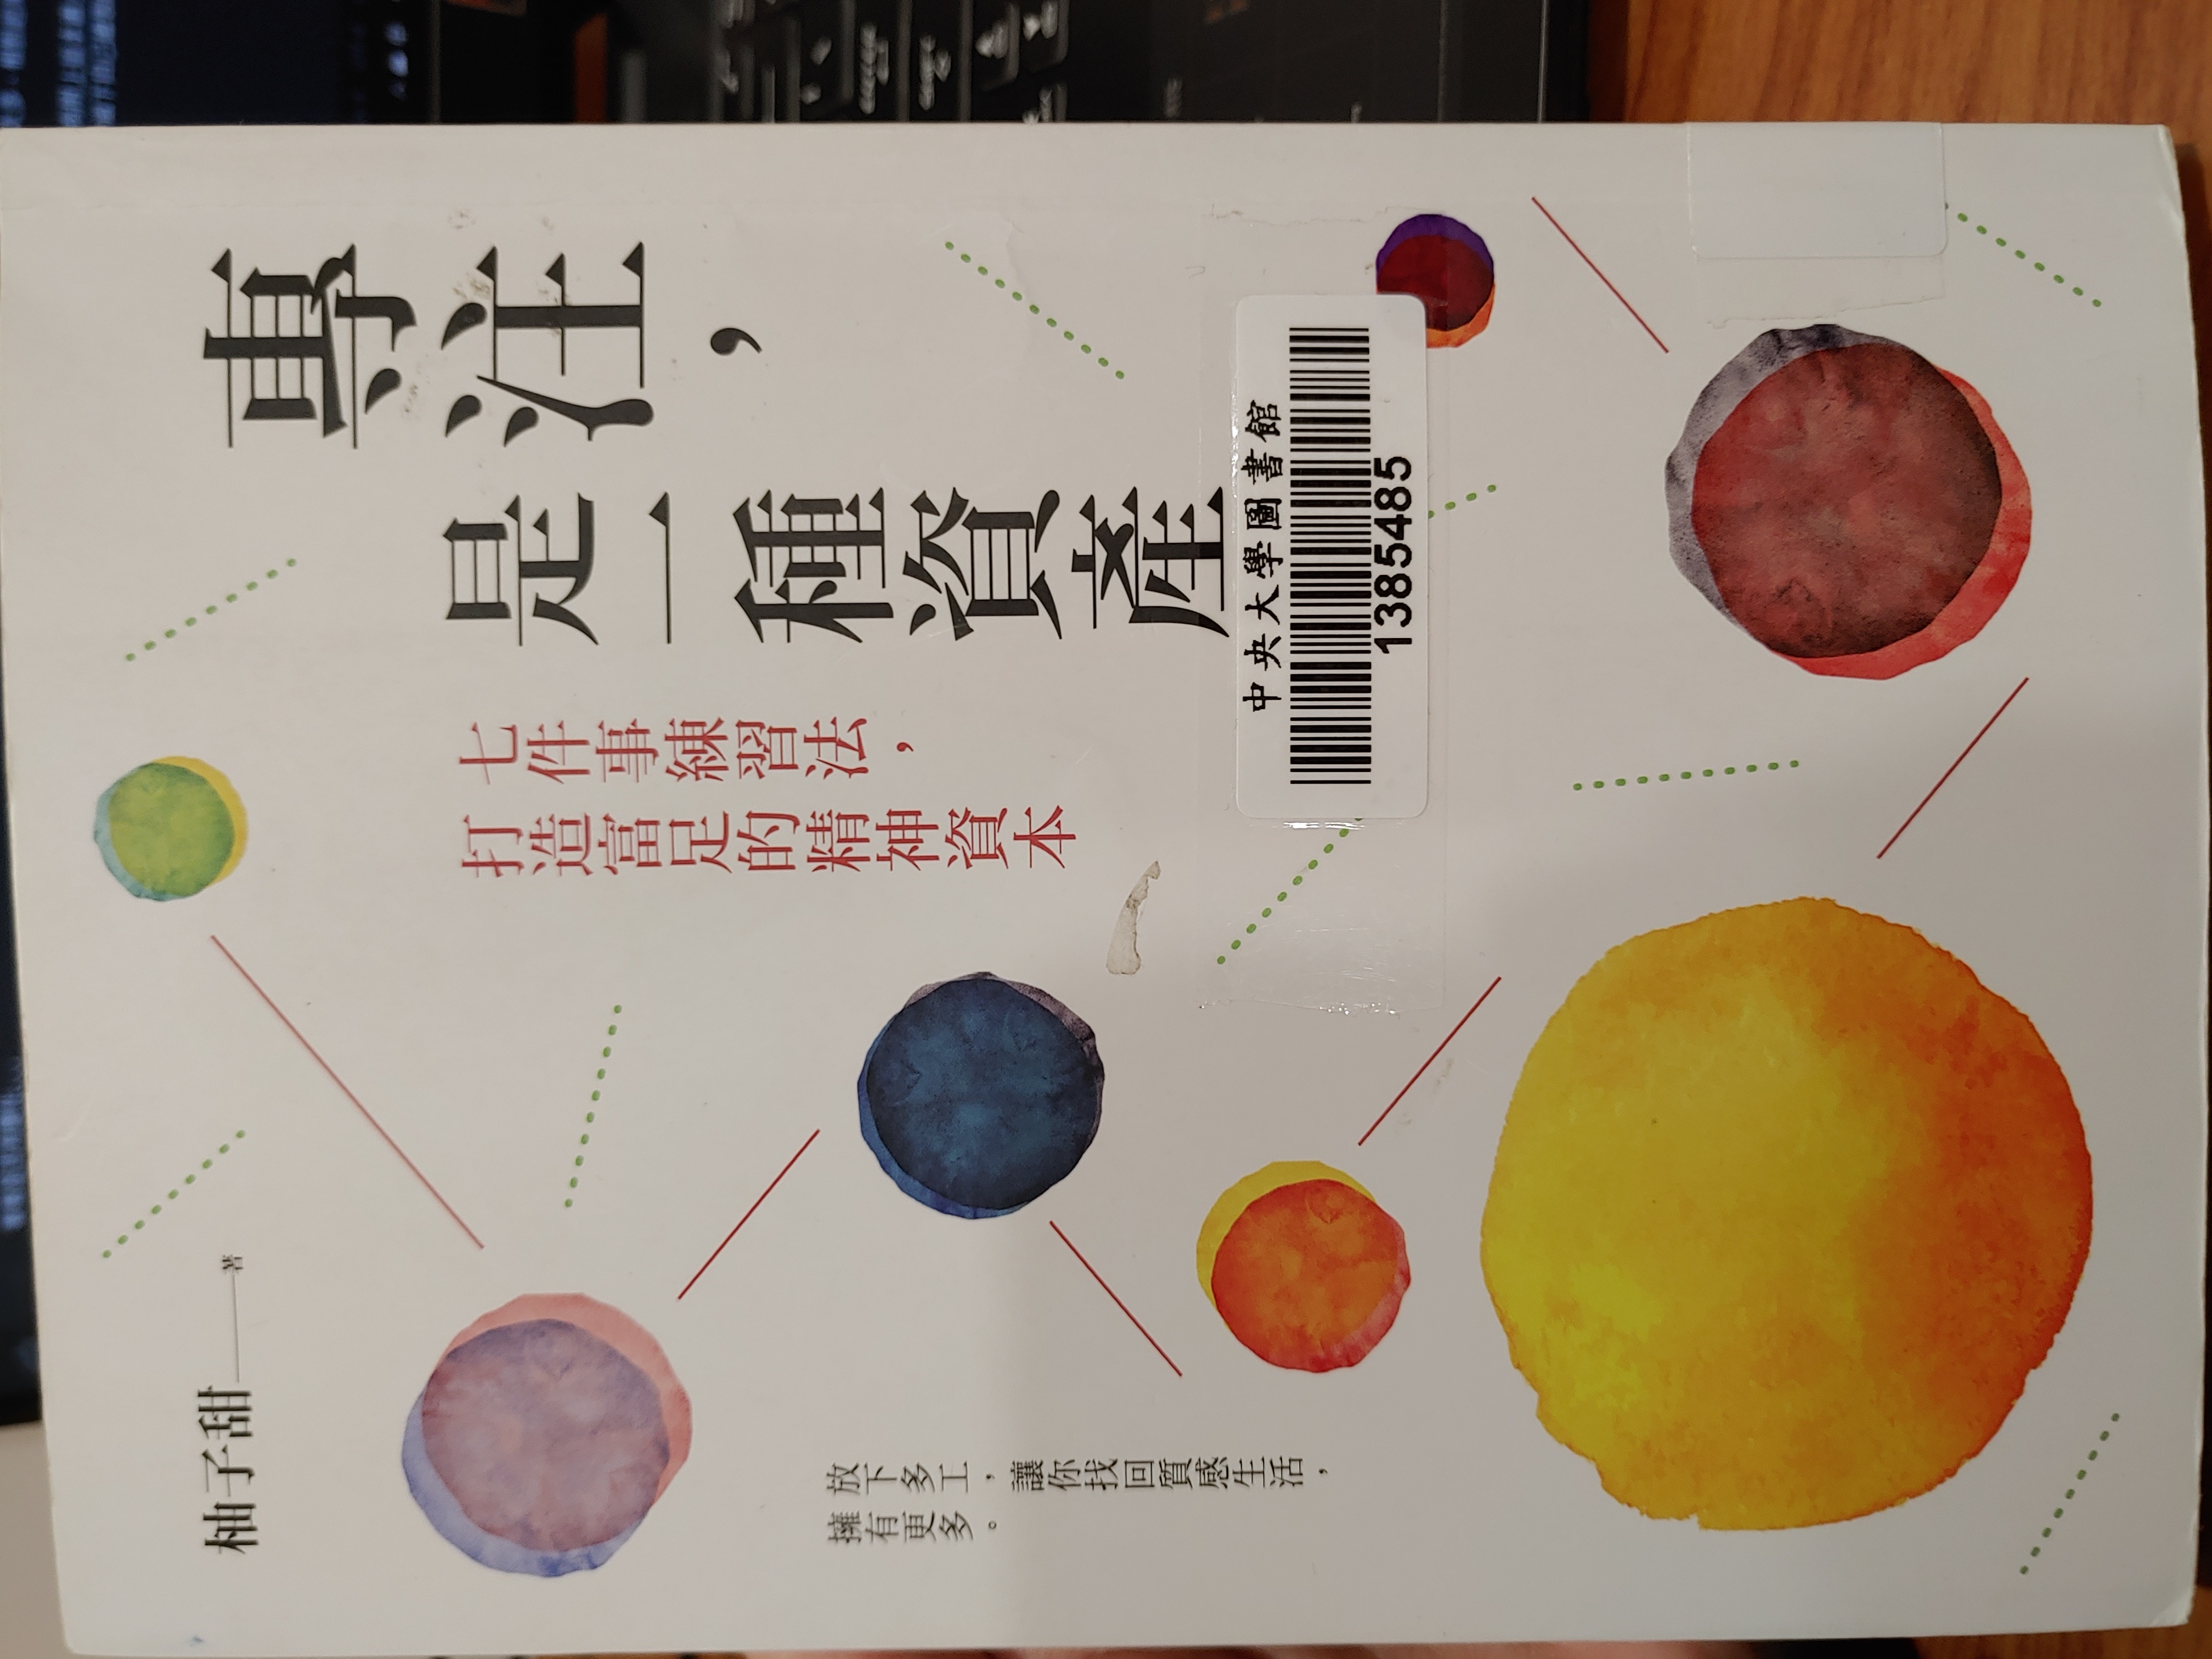 專注，
是一種資產
七件事練習法，
打造富足的精神資本
柚子甜
著
放下多工，讓你找回質感生活，
擁有更多。
中央大學圖書館
1385485